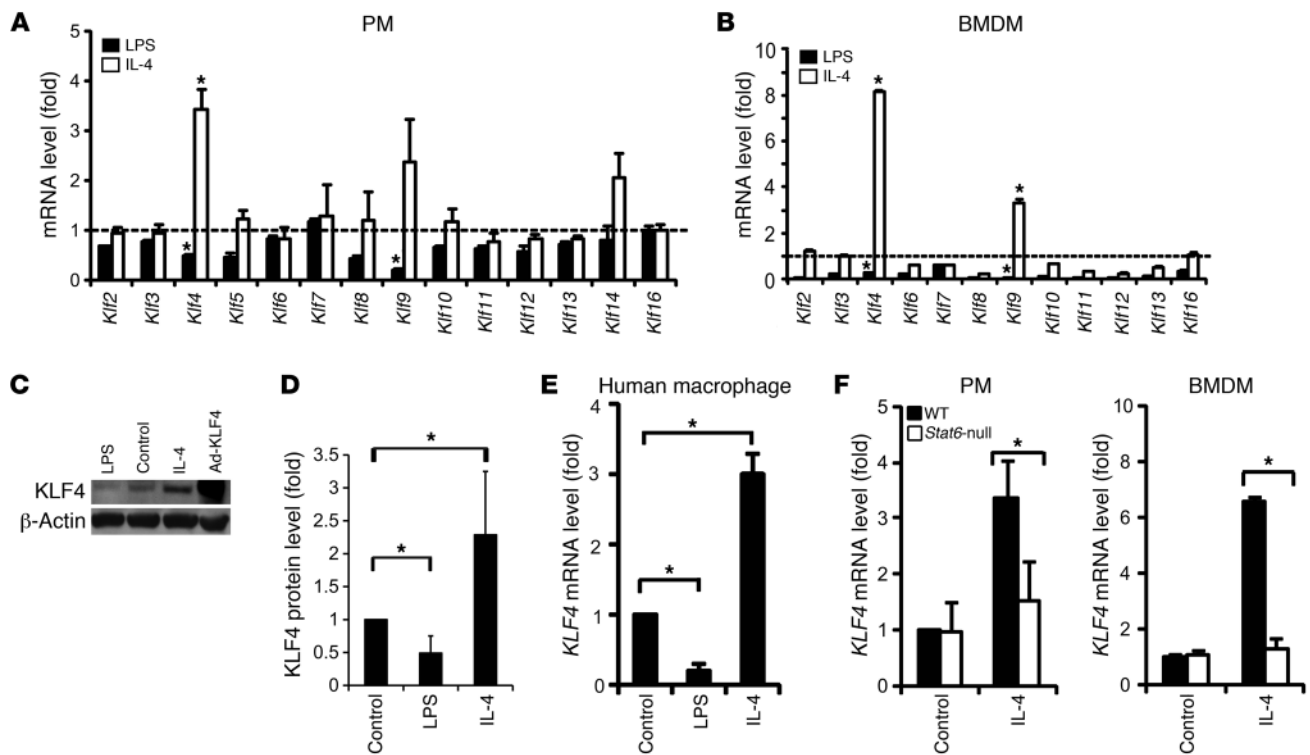 A
PM
LPS
IL-4
mRNA level (fold)
5
4
3
2
1
0
*
*
*
Klf2
Klf3
Klf4
Klf5
Klf6
Klf7
Klf8
Klf9
Klf10
Klf11
Klf12
Klf13
Klf14
Klf16
B
BMDM
LPS
IL-4
mRNA level (fold)
10
8
6
4
2
1
0
*
*
*
*
Klf2
Klf3
Klf4
Klf6
Klf7
Klf8
Klf9
Klf10
Klf11
Klf12
Klf13
Klf16
C
LPS
Control
IL-4
Ad-KLF4
KLF4
β-Actin
D
KLF4 protein level (fold)
3.5
3
2.5
2
1.5
1
0.5
0
*
*
Control
LPS
IL-4
E
Human macrophage
KLF4 mRNA level (fold)
4
3
2
1
0
*
*
Control
LPS
IL-4
F
PM
WT
Stat6-null
KLF4 mRNA level (fold)
5
4
3
2
1
0
*
Control
IL-4
BMDM
KLF4 mRNA level (fold)
10
8
6
4
2
0
*
Control
IL-4